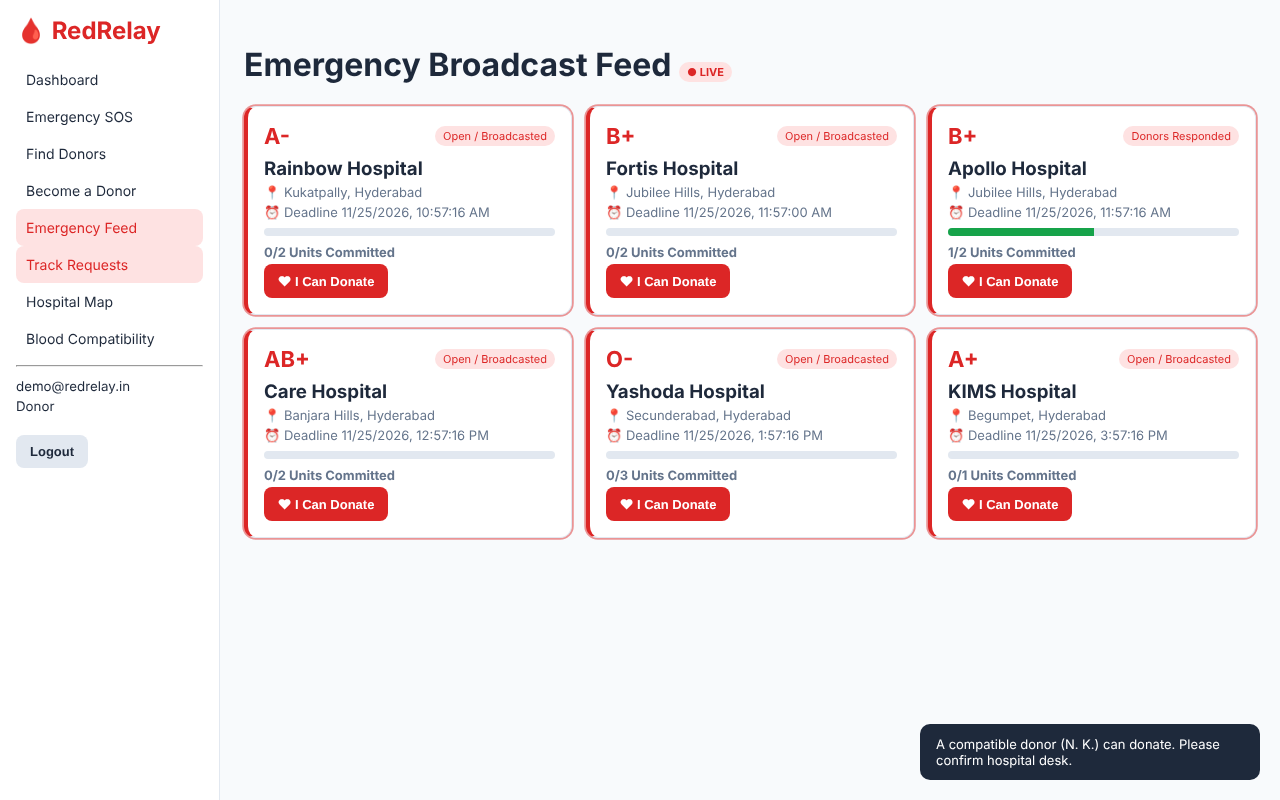 RedRelay
Dashboard
Emergency SOS
Find Donors
Become a Donor
Emergency Feed
Track Requests
Hospital Map
Blood Compatibility
demo@redrelay.in
Donor
Logout
Emergency Broadcast Feed
LIVE
A-
Open / Broadcasted
Rainbow Hospital
Kukatpally, Hyderabad
Deadline 11/25/2026, 10:57:16 AM
0/2 Units Committed
I Can Donate
B+
Open / Broadcasted
Fortis Hospital
Jubilee Hills, Hyderabad
Deadline 11/25/2026, 11:57:00 AM
0/2 Units Committed
I Can Donate
B+
Donors Responded
Apollo Hospital
Jubilee Hills, Hyderabad
Deadline 11/25/2026, 11:57:16 AM
1/2 Units Committed
I Can Donate
AB+
Open / Broadcasted
Care Hospital
Banjara Hills, Hyderabad
Deadline 11/25/2026, 12:57:16 PM
0/2 Units Committed
I Can Donate
O-
Open / Broadcasted
Yashoda Hospital
Secunderabad, Hyderabad
Deadline 11/25/2026, 1:57:16 PM
0/3 Units Committed
I Can Donate
A+
Open / Broadcasted
KIMS Hospital
Begumpet, Hyderabad
Deadline 11/25/2026, 3:57:16 PM
0/1 Units Committed
I Can Donate
A compatible donor (N. K.) can donate. Please
confirm hospital desk.